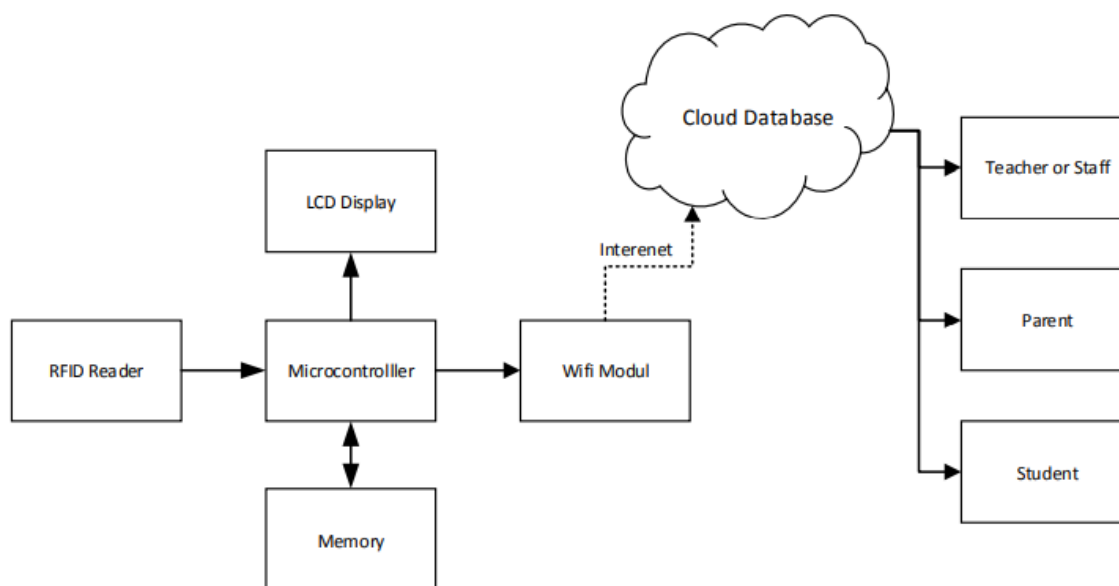 Cloud Database
Teacher or Staff
LCD Display
Interenet
Parent
RFID Reader
Microcontrolller
Wifi Modul
Student
Memory